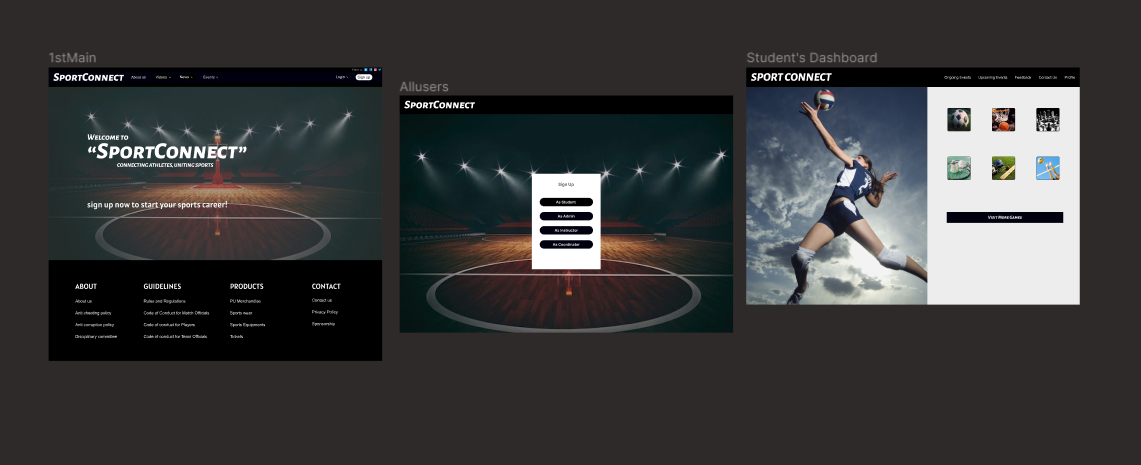 1stMain
SPORTCONNECT
About us
Videos
News
Events
Login
Sign up
WELCOME TO
“SPORTCONNECT”
CONNECTING ATHLETES, UNITING SPORTS
sign up now to start your sports career!
ABOUT
About us
Anti cheating policy
Anti corruption policy
Disciplinary committee
GUIDELINES
Rules and Regulations
Code of Conduct for Match Officials
Code of conduct for Players
Code of conduct for Team Officials
PRODUCTS
PU Merchandise
Sports wear
Sports Equipments
Tickets
CONTACT
Contact us
Privacy Policy
Sponsorship
Allusers
SPORTCONNECT
Sign Up
As Student
As Admin
As Instructor
As Coordinator
Student's Dashboard
SPORT CONNECT
Ongoing Events
Upcoming Events
Feedback
Contact Us
Profile
VISIT MORE GAMES